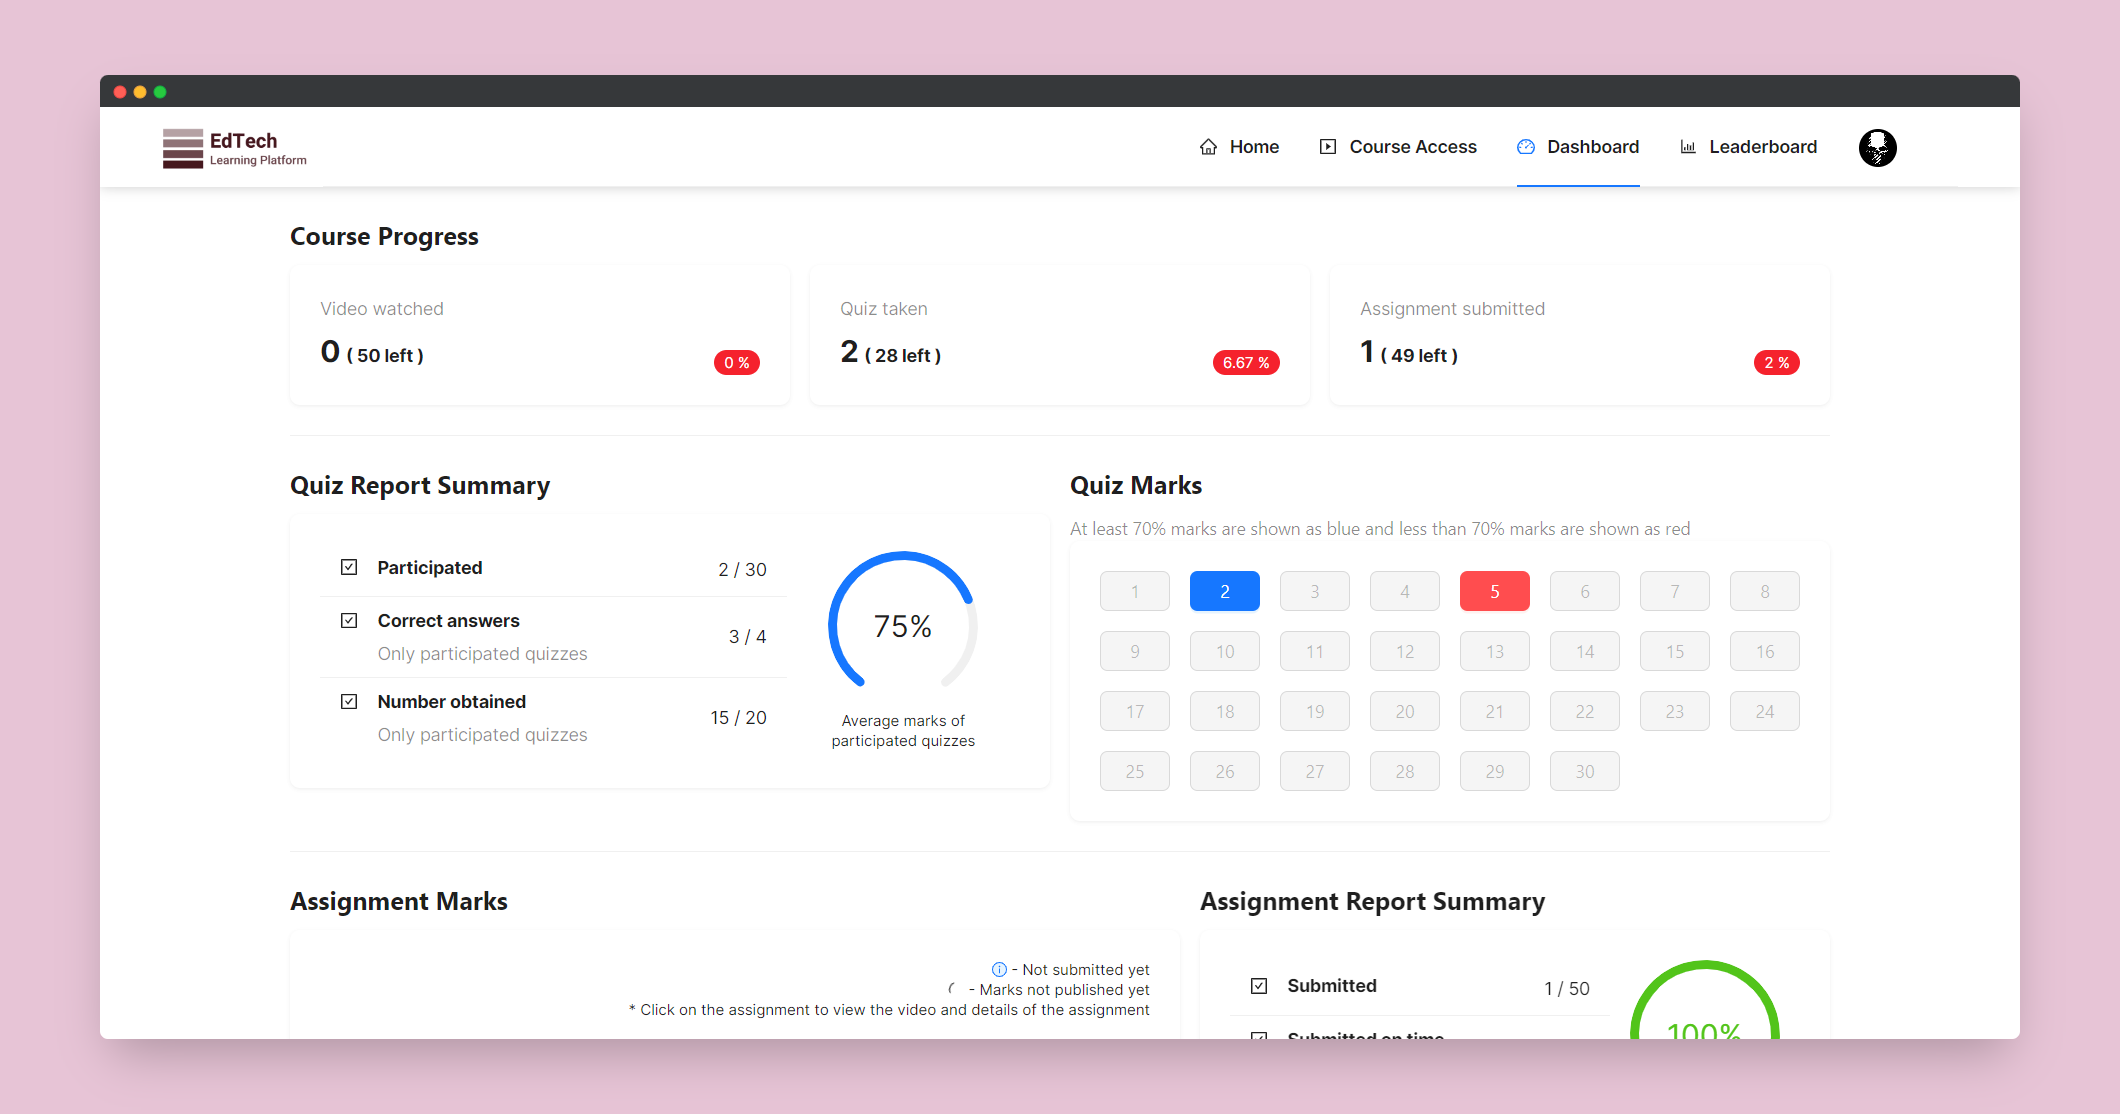 EdTech
Learning Platform
Home
Course Access
Dashboard
Leaderboard
Course Progress
Video watched
0 ( 50 left )
0 %
Quiz taken
2 ( 28 left )
6.67 %
Assignment submitted
1 ( 49 left )
2 %
Quiz Report Summary
Participated
2 / 30
Correct answers
Only participated quizzes
3 / 4
Number obtained
Only participated quizzes
15 / 20
75%
Average marks of
participated quizzes
Quiz Marks
At least 70% marks are shown as blue and less than 70% marks are shown as red
1 2 3 4 5 6 7 8
9 10 11 12 13 14 15 16
17 18 19 20 21 22 23 24
25 26 27 28 29 30
Assignment Marks
- Not submitted yet
- Marks not published yet
* Click on the assignment to view the video and details of the assignment
Assignment Report Summary
Submitted
1 / 50
Submitted on time
100%